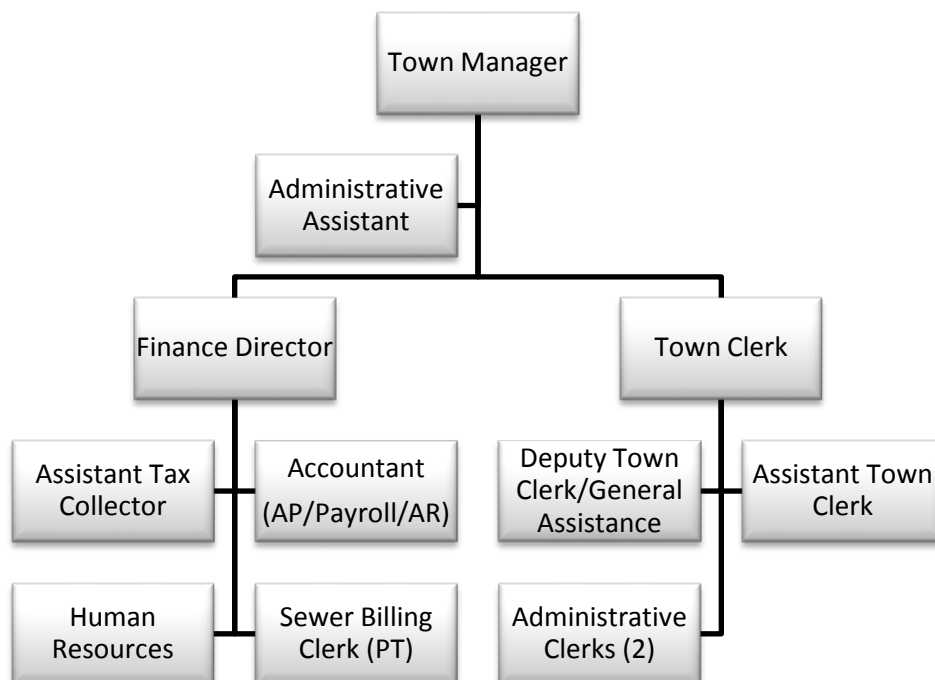 Town Manager
Administrative
Assistant
Finance Director
Town Clerk
Assistant Tax
Collector
Accountant
(AP/Payroll/AR)
Deputy Town
Clerk/General
Assistance
Assistant Town
Clerk
Human
Resources
Sewer Billing
Clerk (PT)
Administrative
Clerks (2)